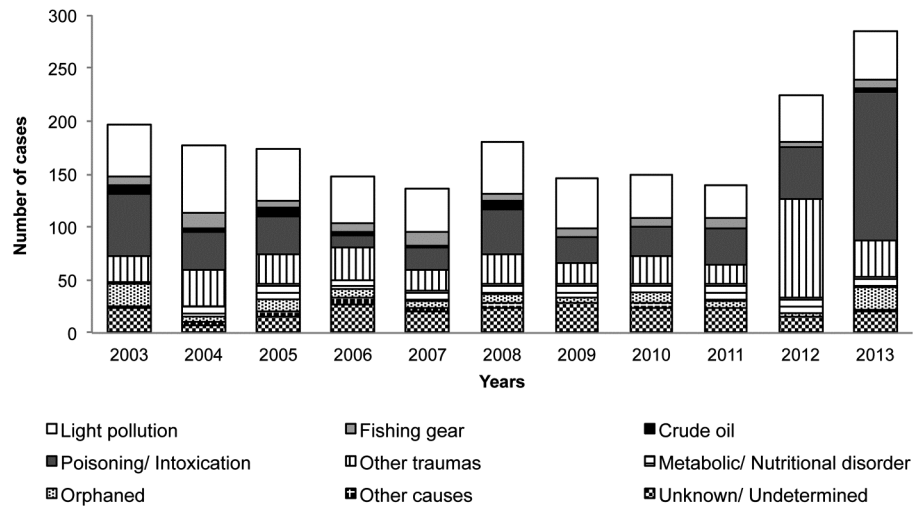 300
250
200
150
100
50
0
Number of cases
2003 2004 2005 2006 2007 2008 2009 2010 2011 2012 2013
Years
Light pollution Fishing gear Crude oil
Poisoning/ Intoxication Other traumas Metabolic/ Nutritional disorder
Orphaned Other causes Unknown/ Undetermined